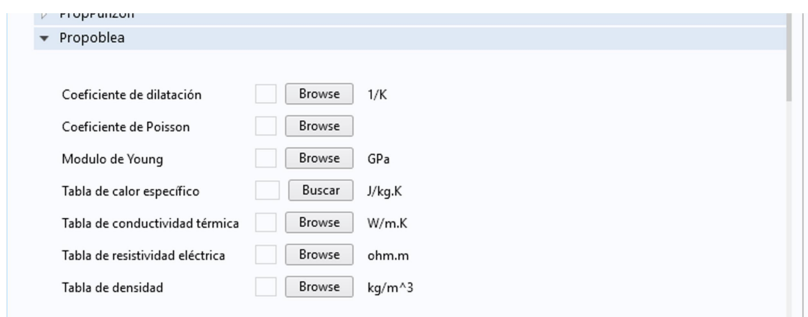 PropPunzon
Propoblea
Coeficiente de dilatación Browse 1/K
Coeficiente de Poisson Browse
Modulo de Young Browse GPa
Tabla de calor específico Buscar J/kg.K
Tabla de conductividad térmica Browse W/m.K
Tabla de resistividad eléctrica Browse ohm.m
Tabla de densidad Browse kg/m^3